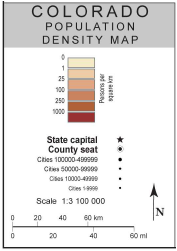 COLORADO
POPULATION
DENSITY MAP
0
1
25
100
250
1000
Persons per
square km
State capital
County seat
Cities 100000-499999
Cities 50000-99999
Cities 10000-49999
Cities 1-9999
Scale 1:3 100 000
0 20 40 60 km
0 20 40 60 mi
N